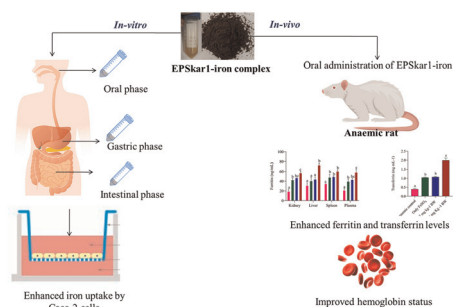 In-vitro
In-vivo
EPSkar1-iron complex
Oral administration of EPSkar1-iron
Oral phase
Gastric phase
Intestinal phase
Anaemic rat
Kidney Liver Spleen Plasma
Enhanced ferritin and transferrin levels
Enhanced iron uptake by
Improved hemoglobin status